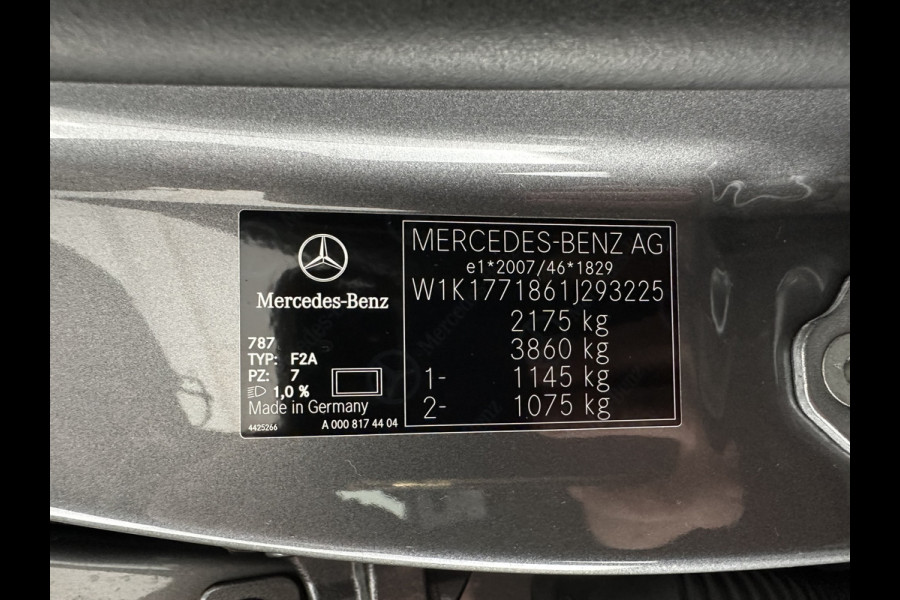 Mercedes-Benz
787
TYP: F2A
PZ: 7
1,0 %
Made in Germany
4425266
A 000 817 44 04
MERCEDES-BENZ AG
e1*2007/46*1829
W1K1771861J293225
2175 kg
3860 kg
1- 1145 kg
2- 1075 kg